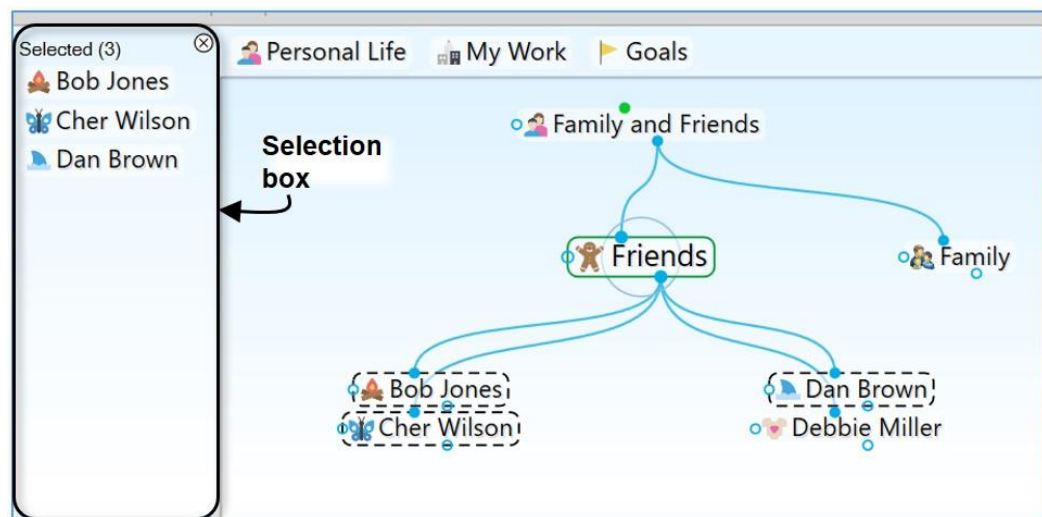 Selected (3)
Bob Jones
Cher Wilson
Dan Brown
Selection
box
Personal Life My Work Goals
Family and Friends
Friends
Family
Bob Jones
Cher Wilson
Dan Brown
Debbie Miller